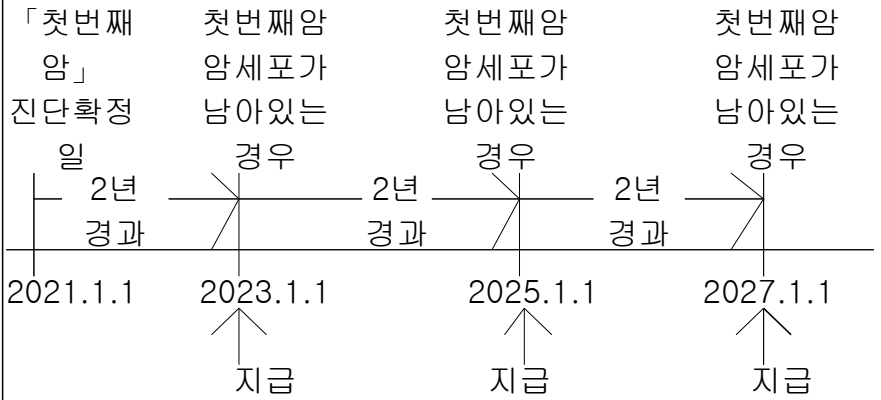 「첫번째 첫번째암 첫번째암 첫번째암
암」 암세포가 암세포가 암세포가
진단확정 남아있는 남아있는 남아있는
일 경우 경우 경우
2년 2년 2년
경과 경과 경과
2021.1.1 2023.1.1 2025.1.1 2027.1.1
지급 지급 지급